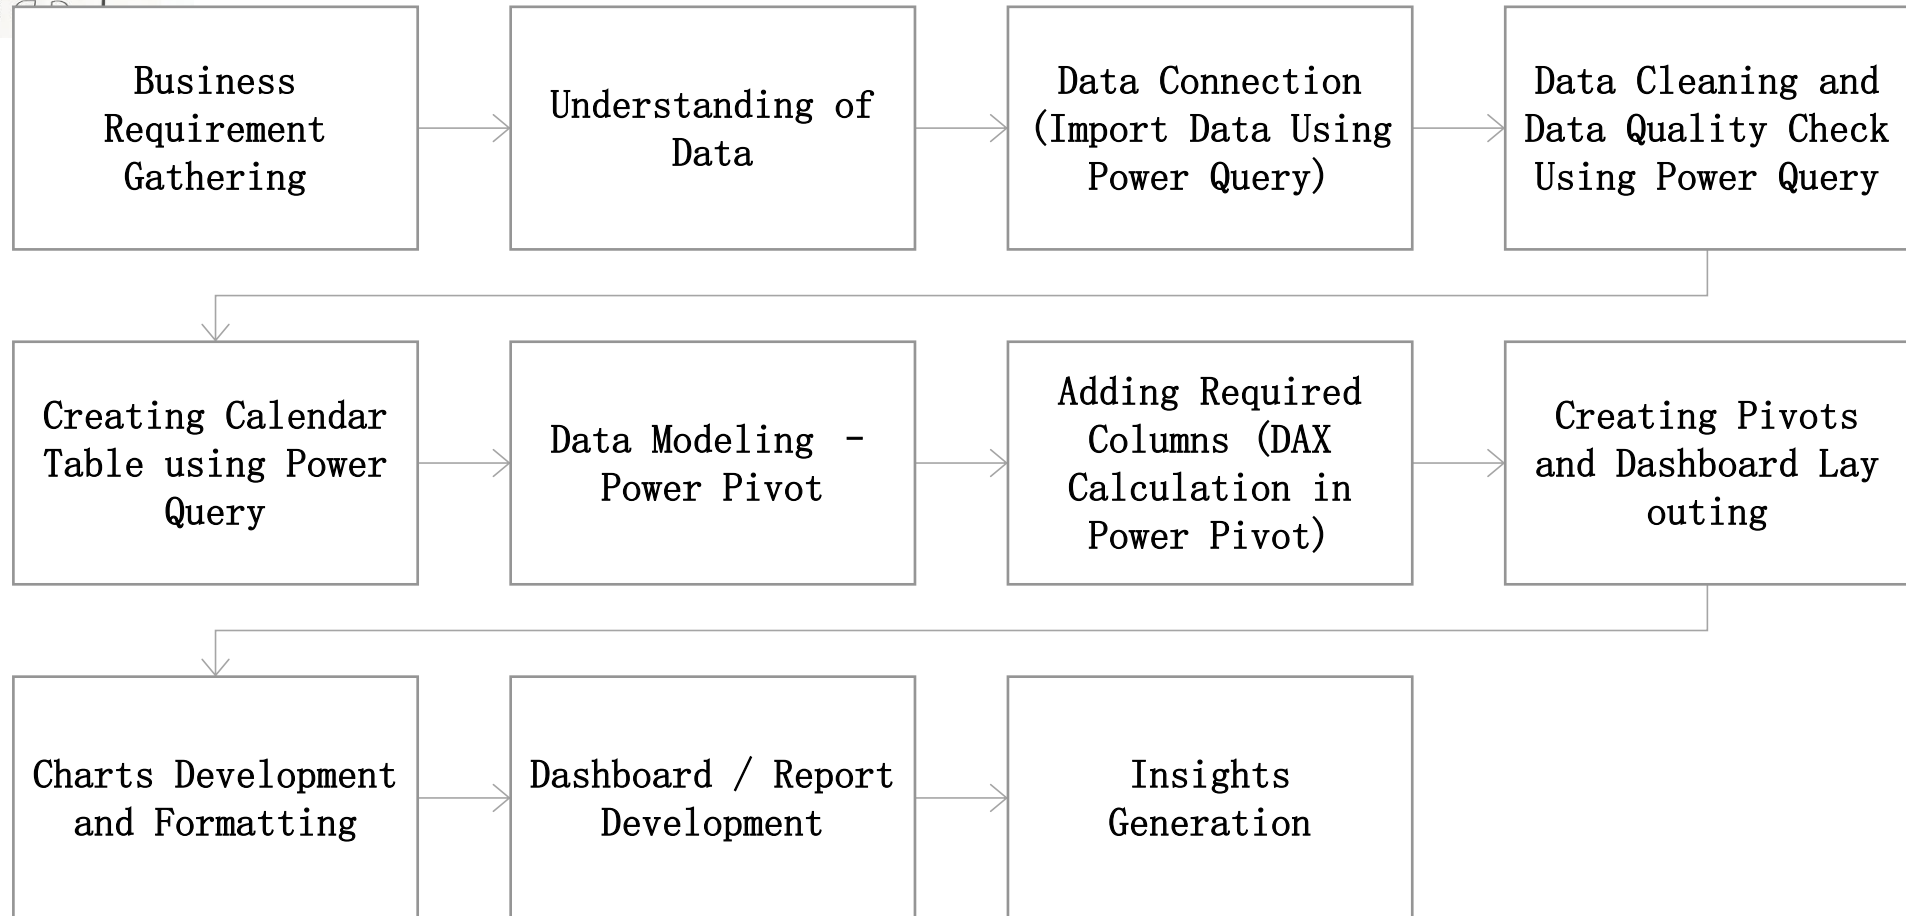 Business
Requirement
Gathering
Understanding of
Data
Data Connection
(Import Data Using
Power Query)
Data Cleaning and
Data Quality Check
Using Power Query
Creating Calendar
Table using Power
Query
Data Modeling -
Power Pivot
Adding Required
Columns (DAX
Calculation in
Power Pivot)
Creating Pivots
and Dashboard Lay
outing
Charts Development
and Formatting
Dashboard / Report
Development
Insights
Generation